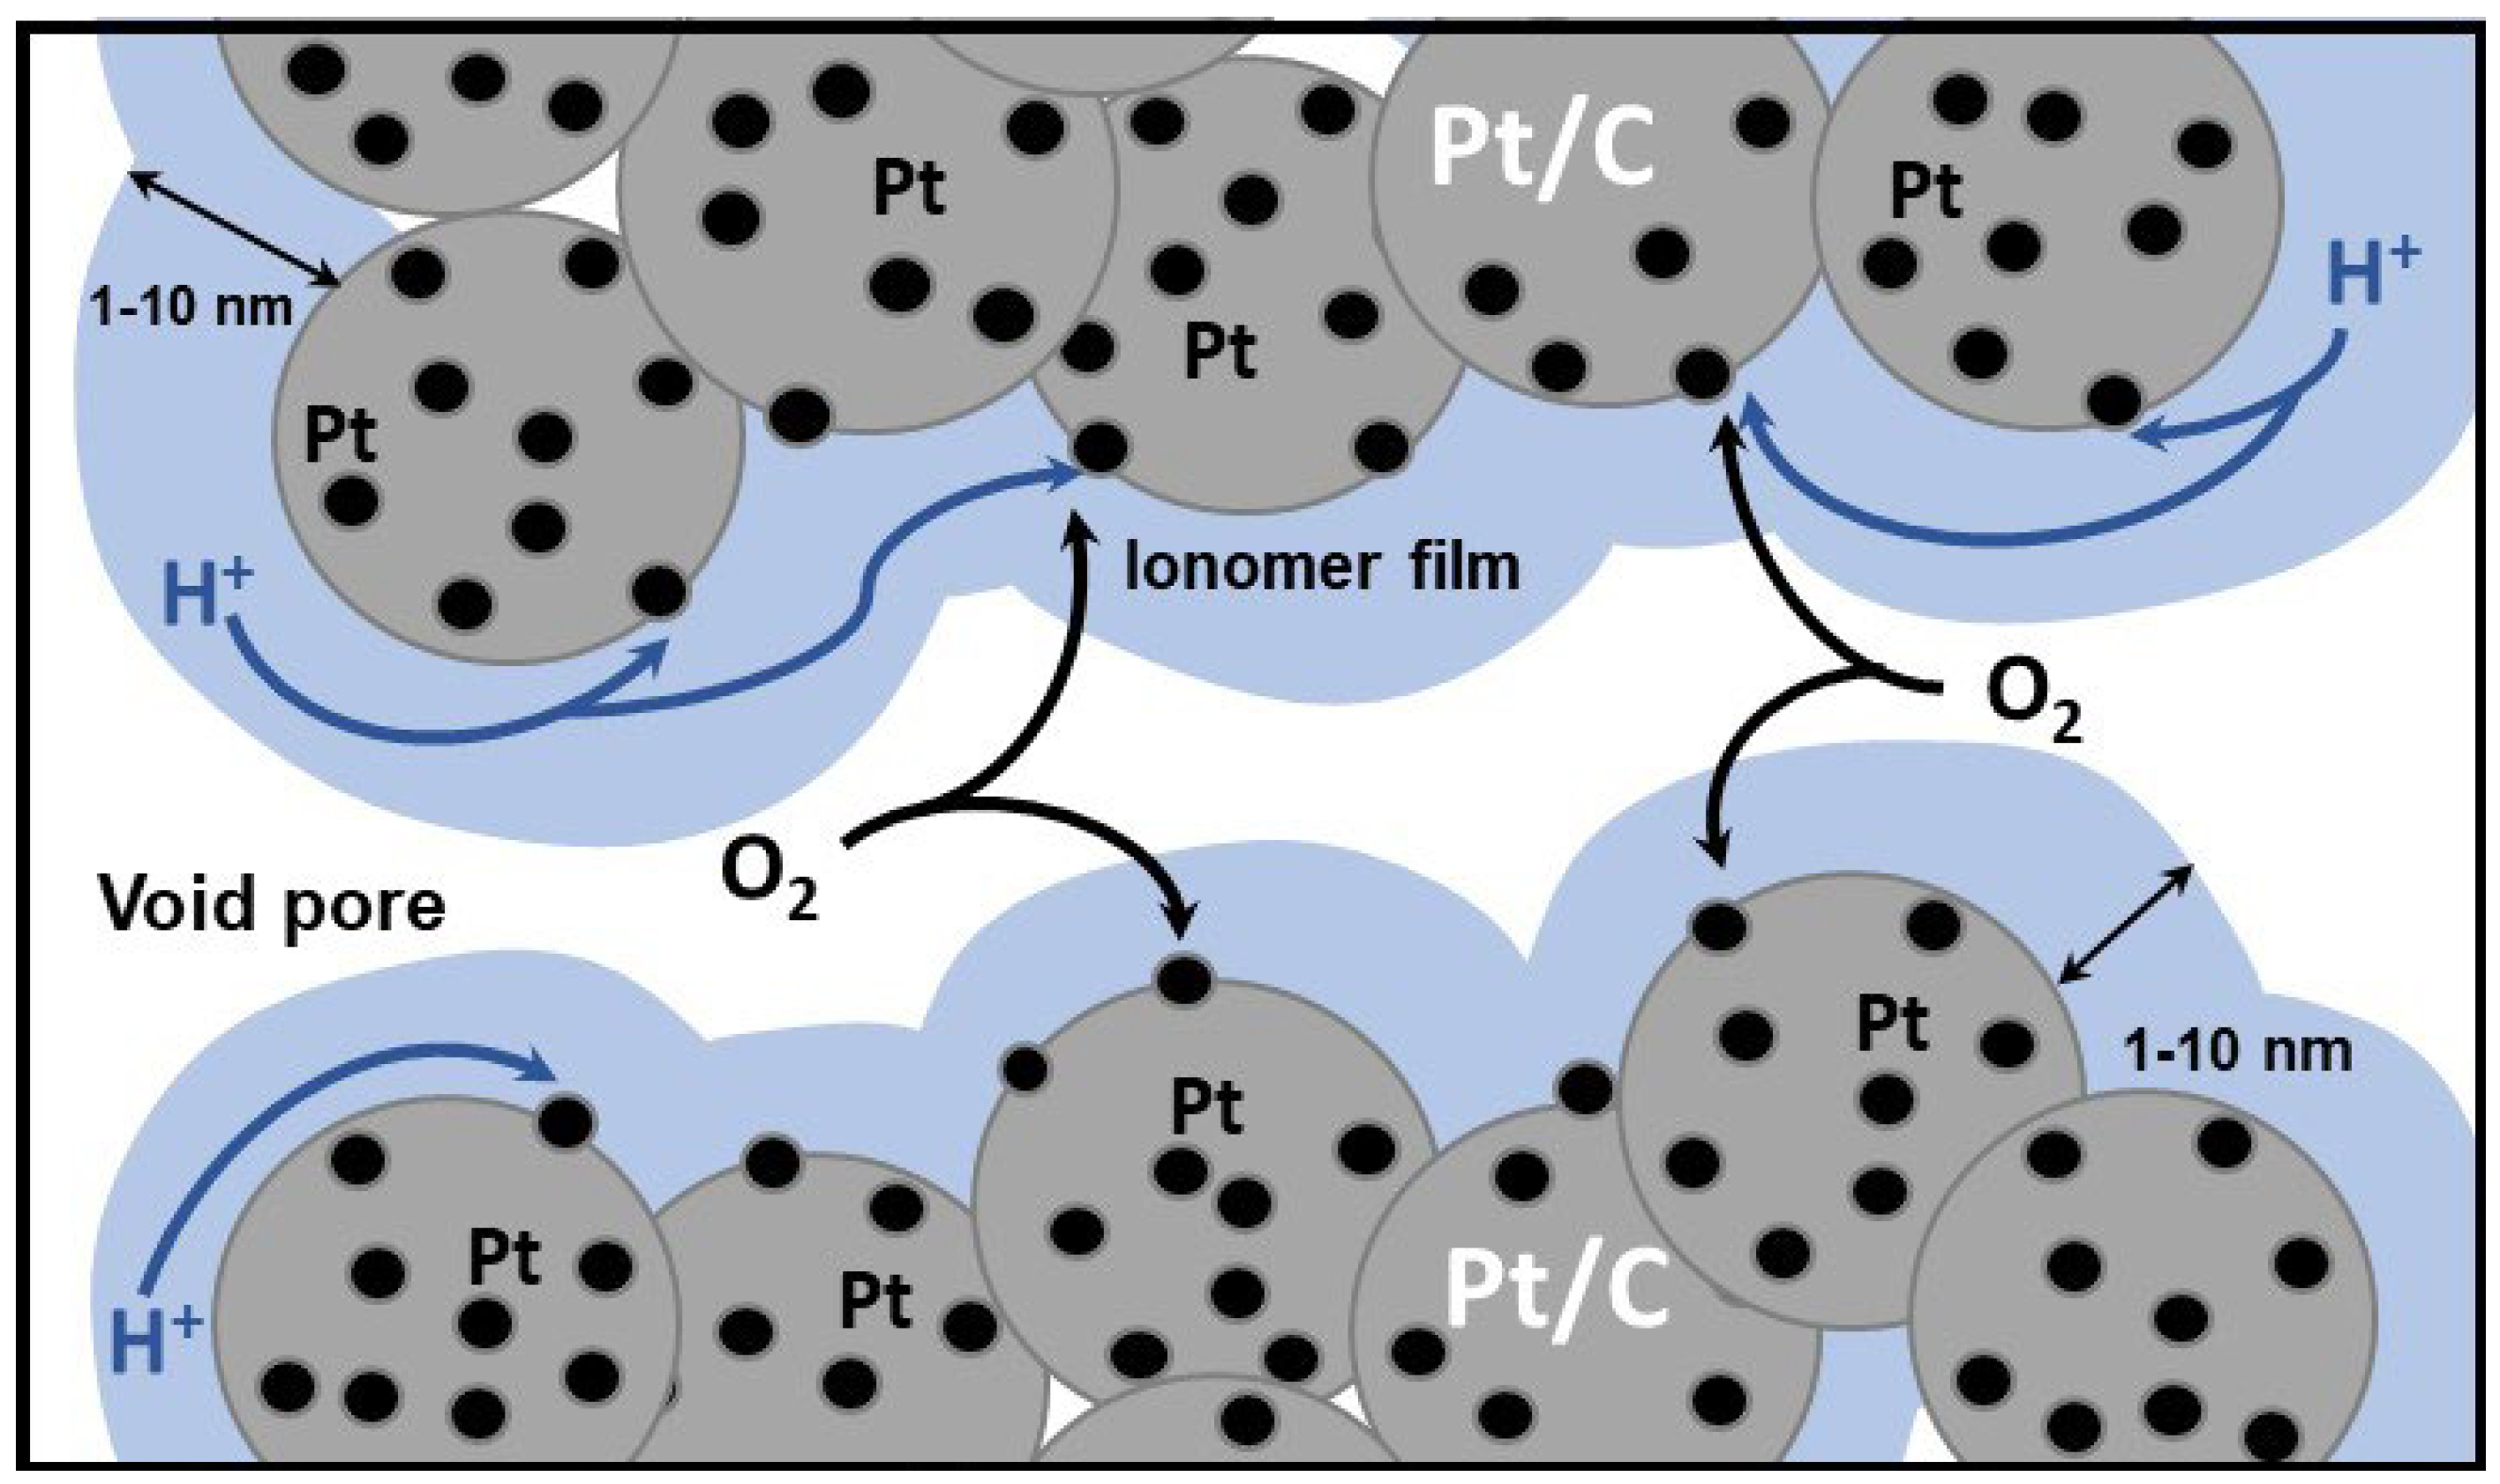 Pt/C
Pt
Pt
H⁺
1-10 nm
Pt
Pt
H⁺
Ionomer film
O₂
O₂
Void pore
Pt
1-10 nm
Pt
Pt
Pt
Pt/C
H⁺